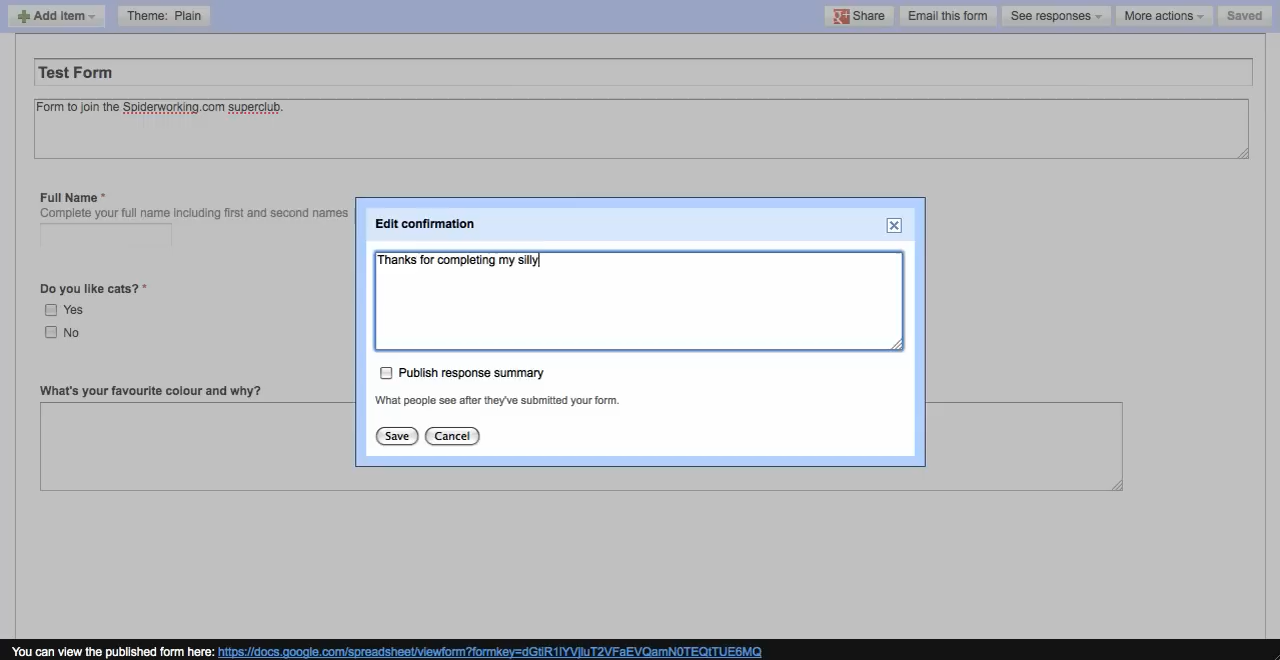 Add item
Theme: Plain
Share
Email this form
See responses
More actions
Saved
Test Form
Form to join the Spiderworking.com superclub.
Full Name *
Complete your full name including first and second names
Do you like cats? *
Yes
No
What's your favourite colour and why?
Edit confirmation
Thanks for completing my silly
Publish response summary
What people see after they've submitted your form.
Save
Cancel
You can view the published form here: https://docs.google.com/spreadsheet/viewform?formkey=dGtiR1lYVjluT2VFaEVQamN0TEQtTUE6MQ